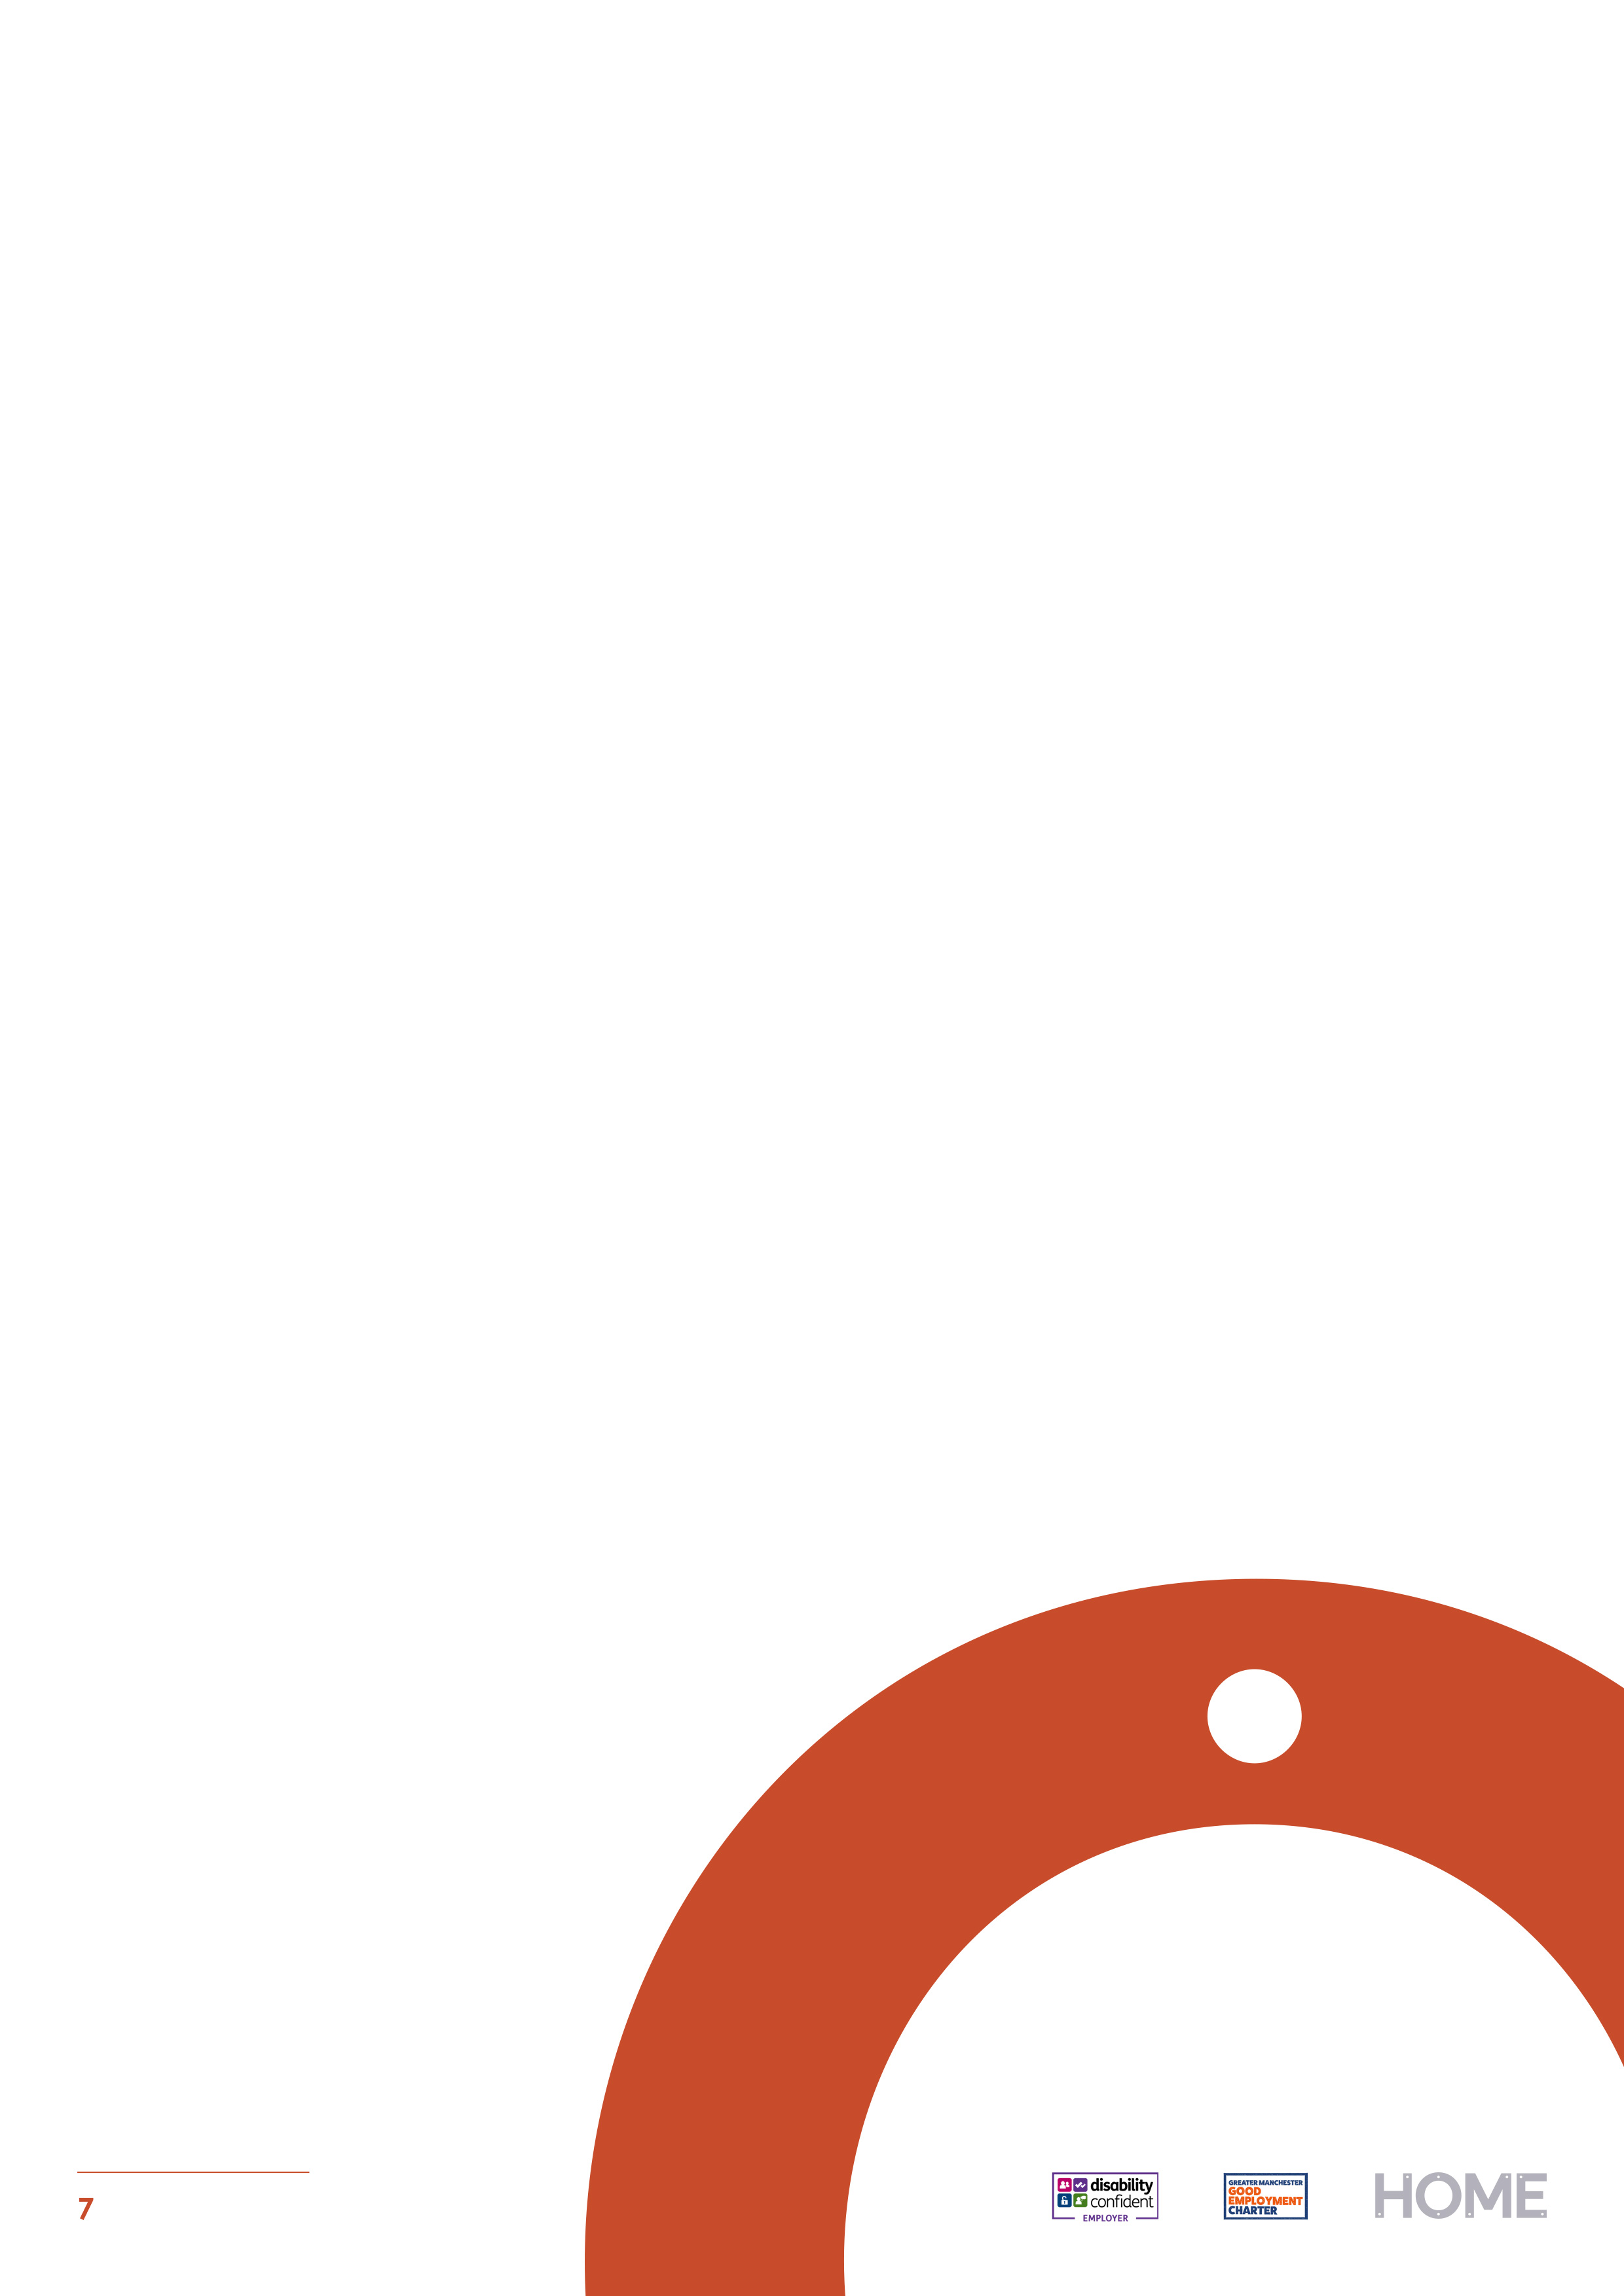 7
disability
confident
EMPLOYER
GREATER MANCHESTER
GOOD
EMPLOYMENT
CHARTER
HOME